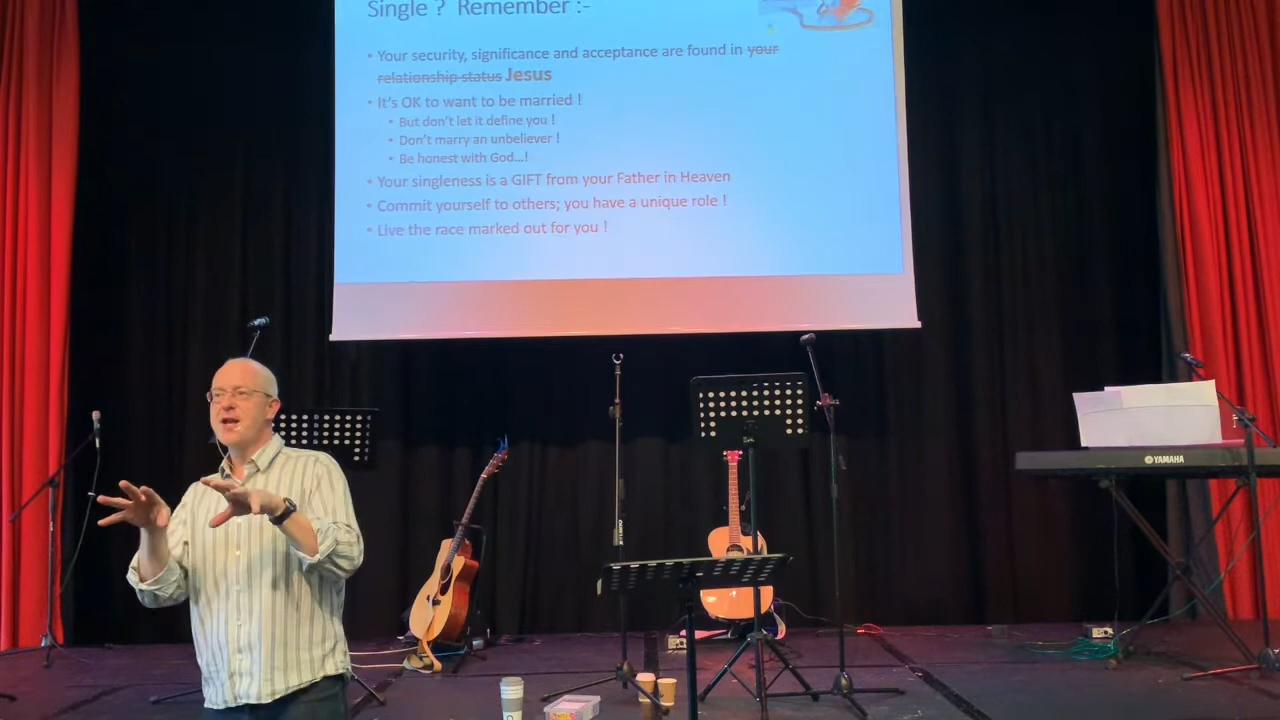 Single ? Remember :-
• Your security, significance and acceptance are found in ~~your~~
~~relationship status~~ Jesus
• It's OK to want to be married !
• But don't let it define you !
• Don't marry an unbeliever !
• Be honest with God...!
• Your singleness is a GIFT from your Father in Heaven
• Commit yourself to others; you have a unique role !
• Live the race marked out for you !
YAMAHA